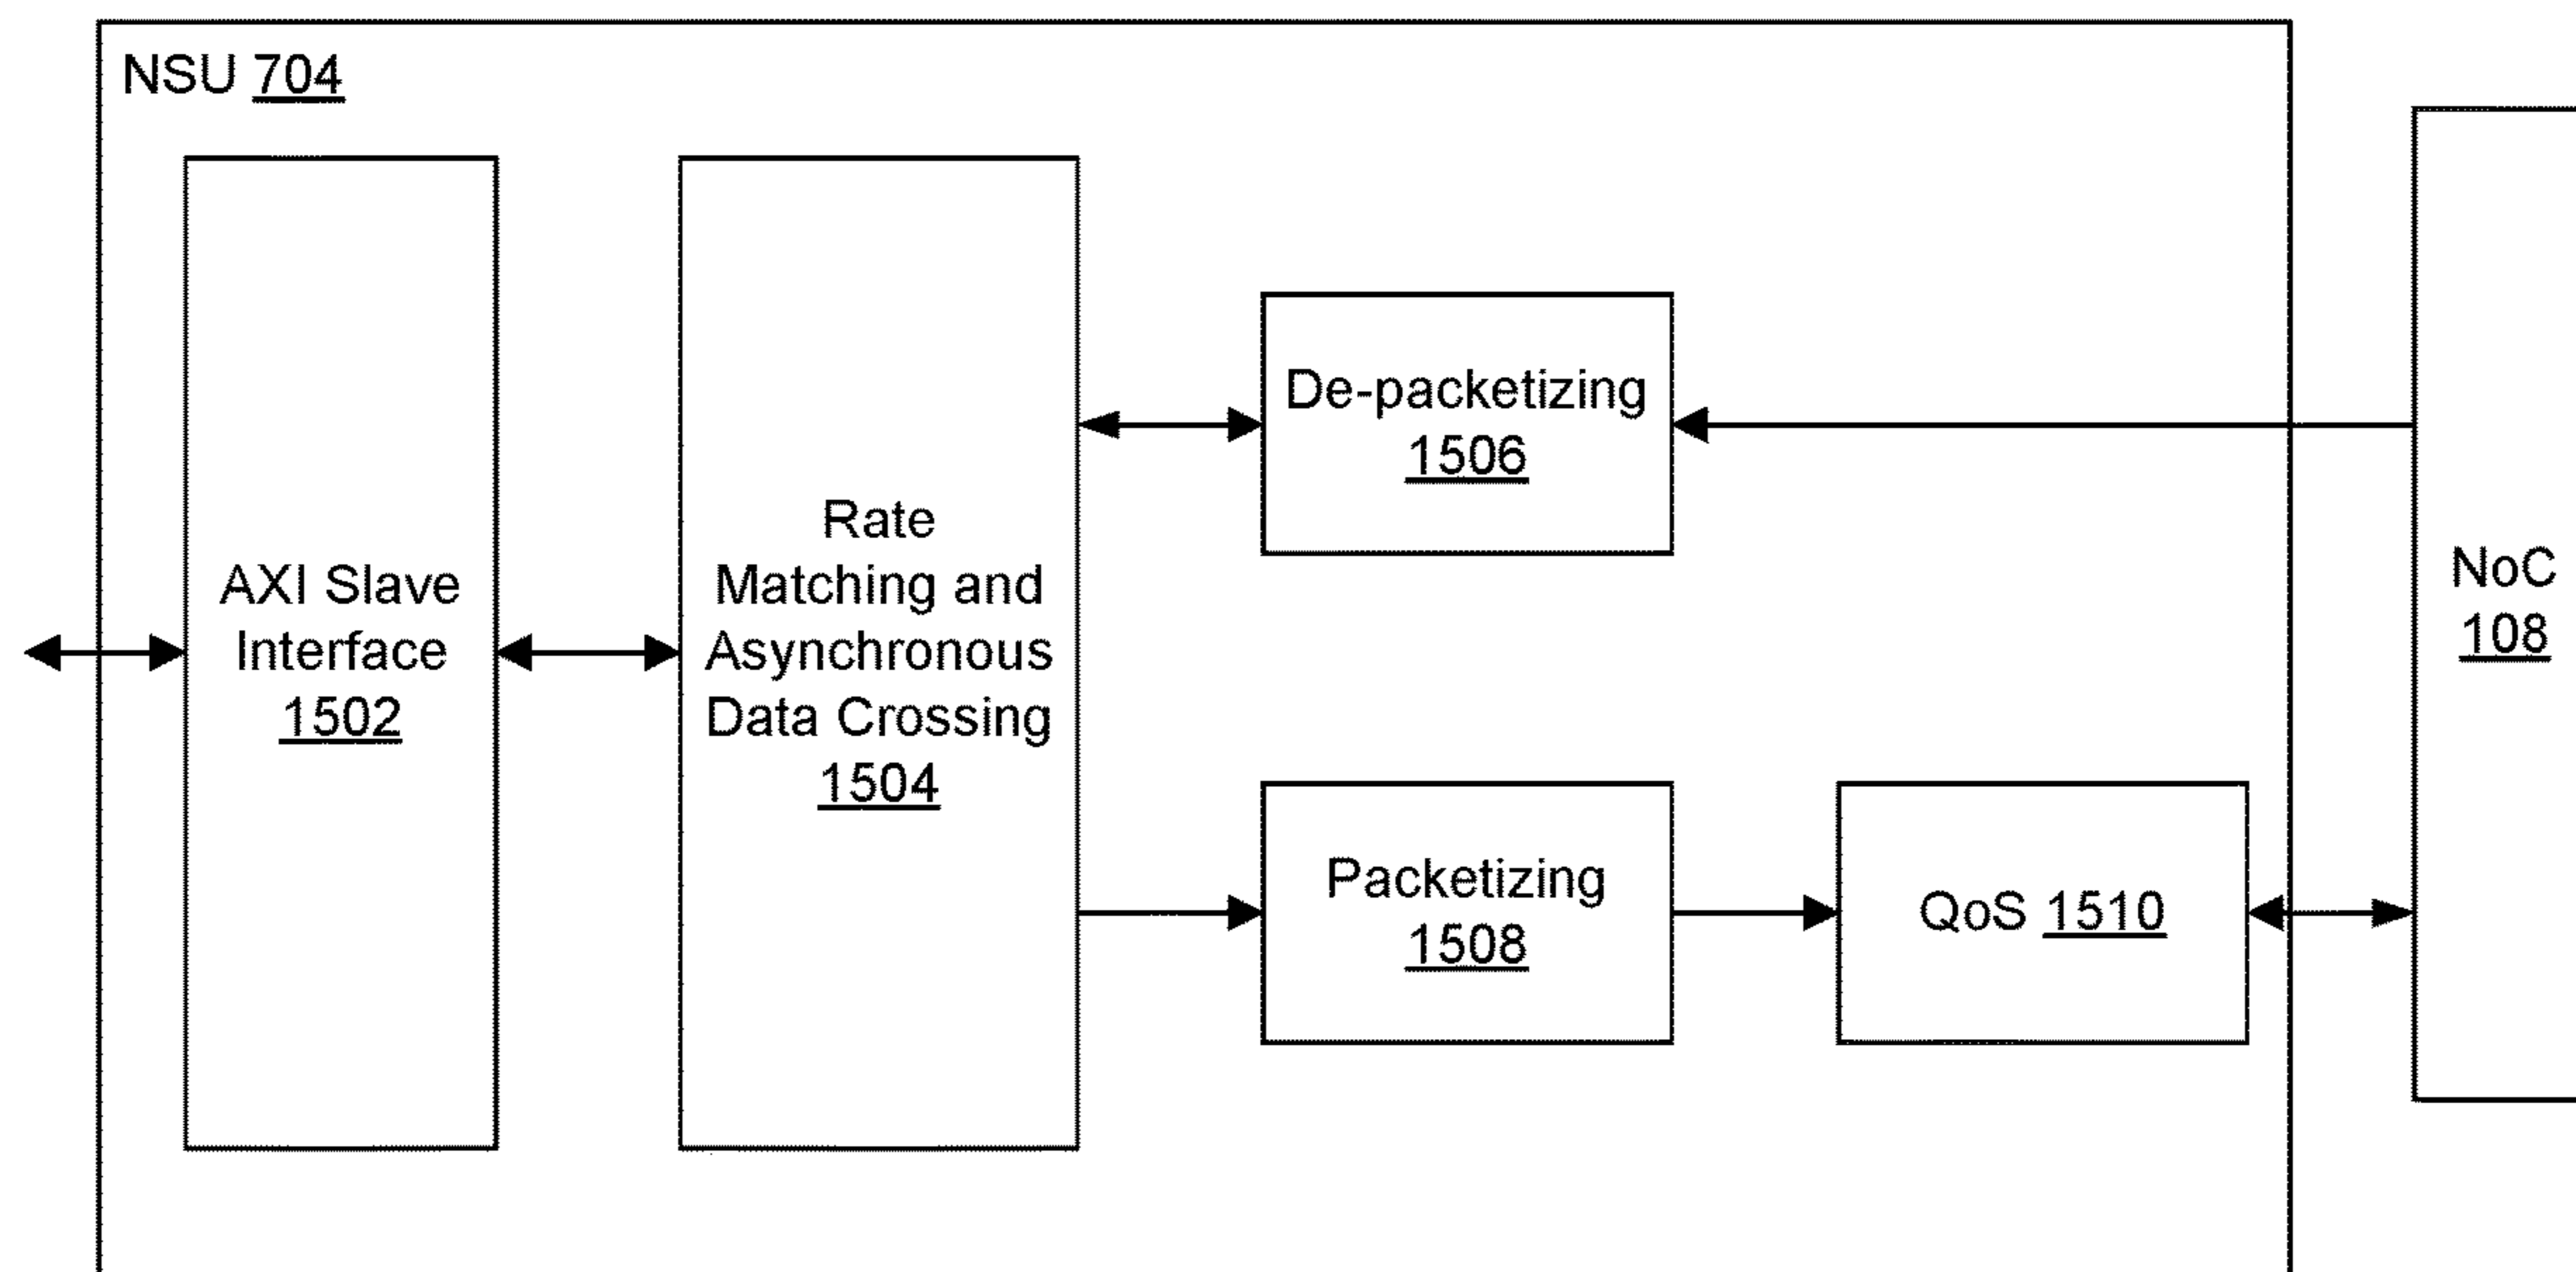 NSU 704
AXI Slave
Interface
1502
Rate
Matching and
Asynchronous
Data Crossing
1504
De-packetizing
1506
Packetizing
1508
QoS 1510
NoC
108